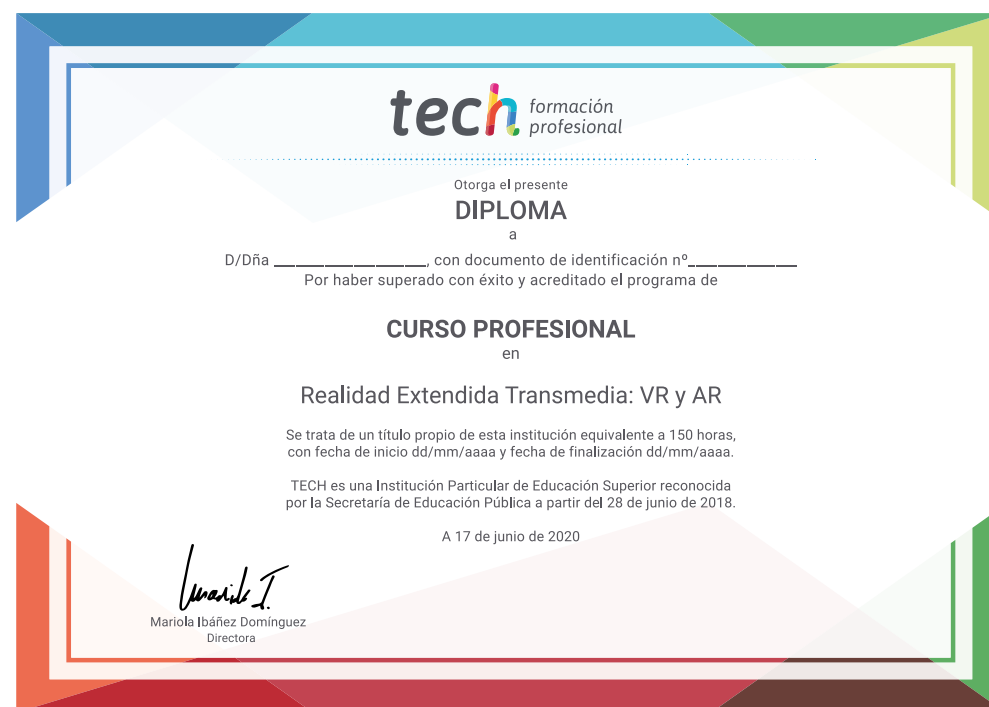 tech formación
profesional
Otorga el presente
DIPLOMA
a
D/Dña ____________________, con documento de identificación nº______________
Por haber superado con éxito y acreditado el programa de
CURSO PROFESIONAL
en
Realidad Extendida Transmedia: VR y AR
Se trata de un título propio de esta institución equivalente a 150 horas,
con fecha de inicio dd/mm/aaaa y fecha de finalización dd/mm/aaaa.
TECH es una Institución Particular de Educación Superior reconocida
por la Secretaría de Educación Pública a partir del 28 de junio de 2018.
A 17 de junio de 2020
Mariola Ibáñez Domínguez
Directora